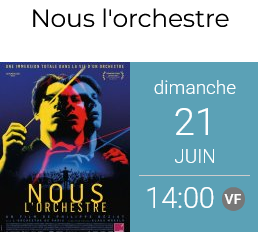 Nous l'orchestre
UNE IMMERSION TOTALE DANS LA VIE D'UN ORCHESTRE
NOUS
L'ORCHESTRE
UN FILM DE PHILIPPE BÉZIAT
dimanche
21
JUIN
14:00 VF